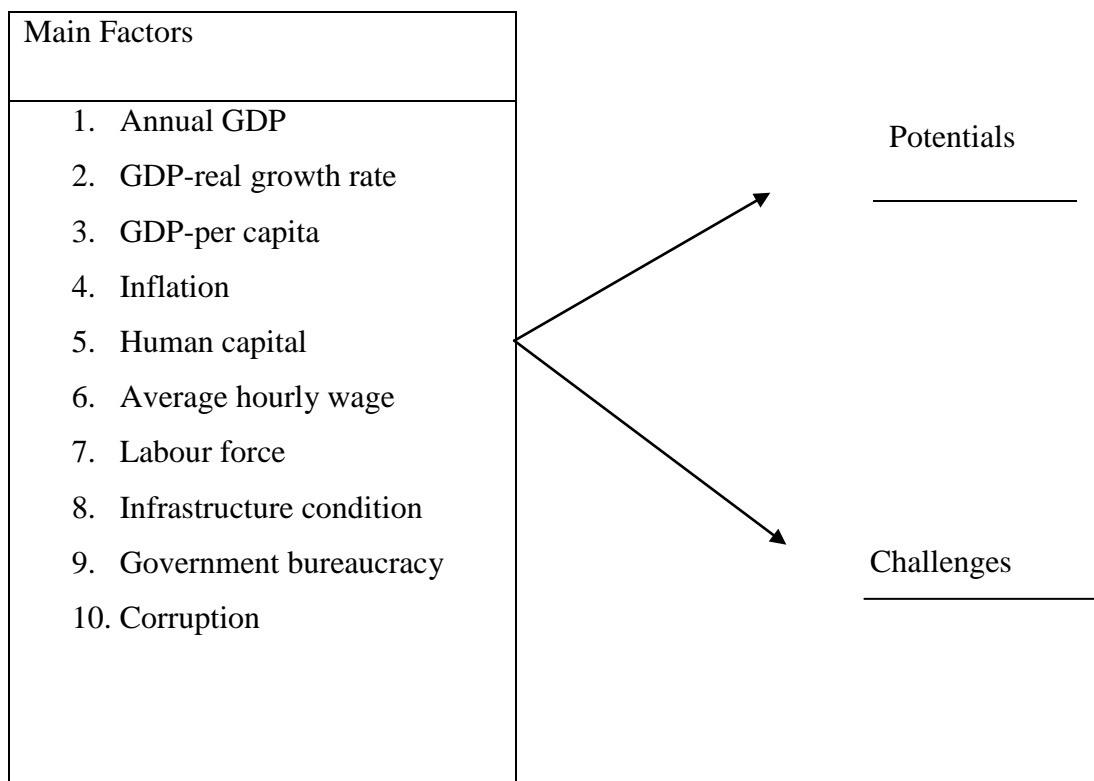 Main Factors
1. Annual GDP
2. GDP-real growth rate
3. GDP-per capita
4. Inflation
5. Human capital
6. Average hourly wage
7. Labour force
8. Infrastructure condition
9. Government bureaucracy
10. Corruption
Potentials
Challenges